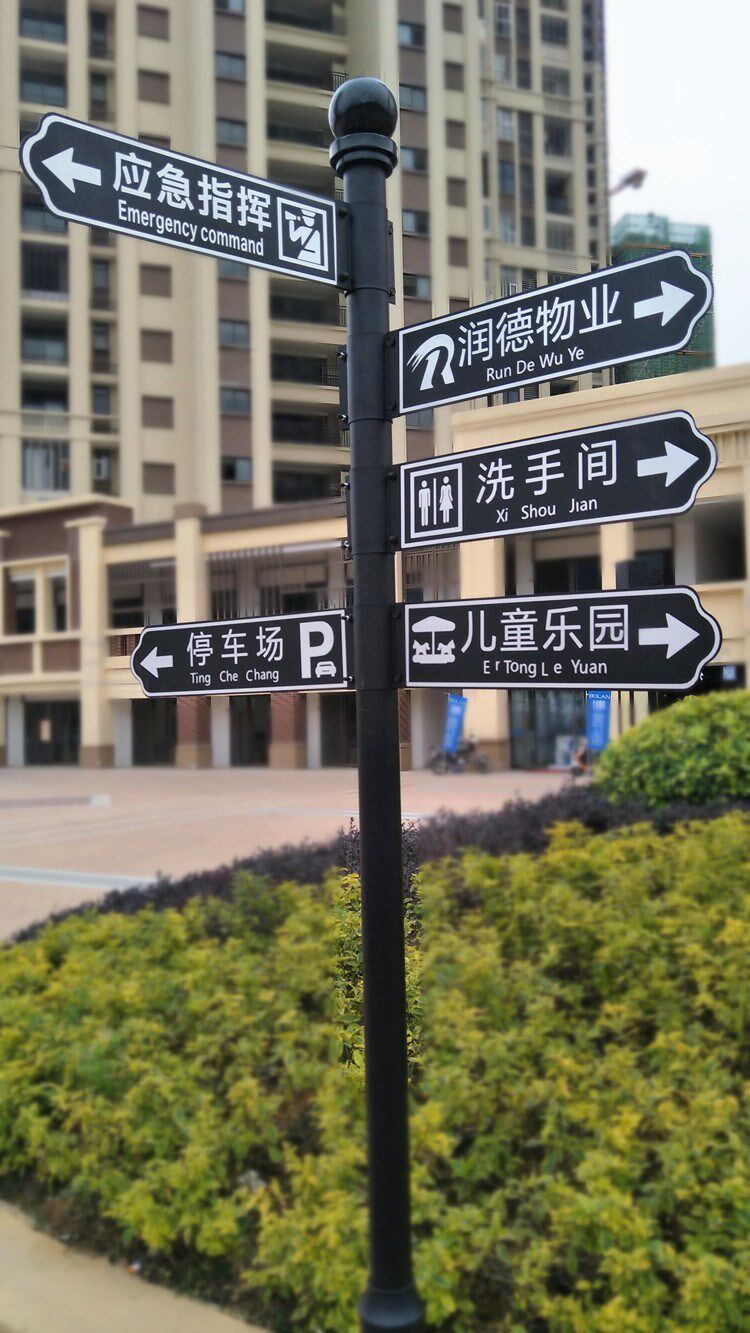 应急指挥
Emergency command
润德物业
Run De Wu Ye
洗手间
Xi Shou Jian
停车场
Ting Che Chang
P
儿童乐园
Er Tong Le Yuan
BOLAN